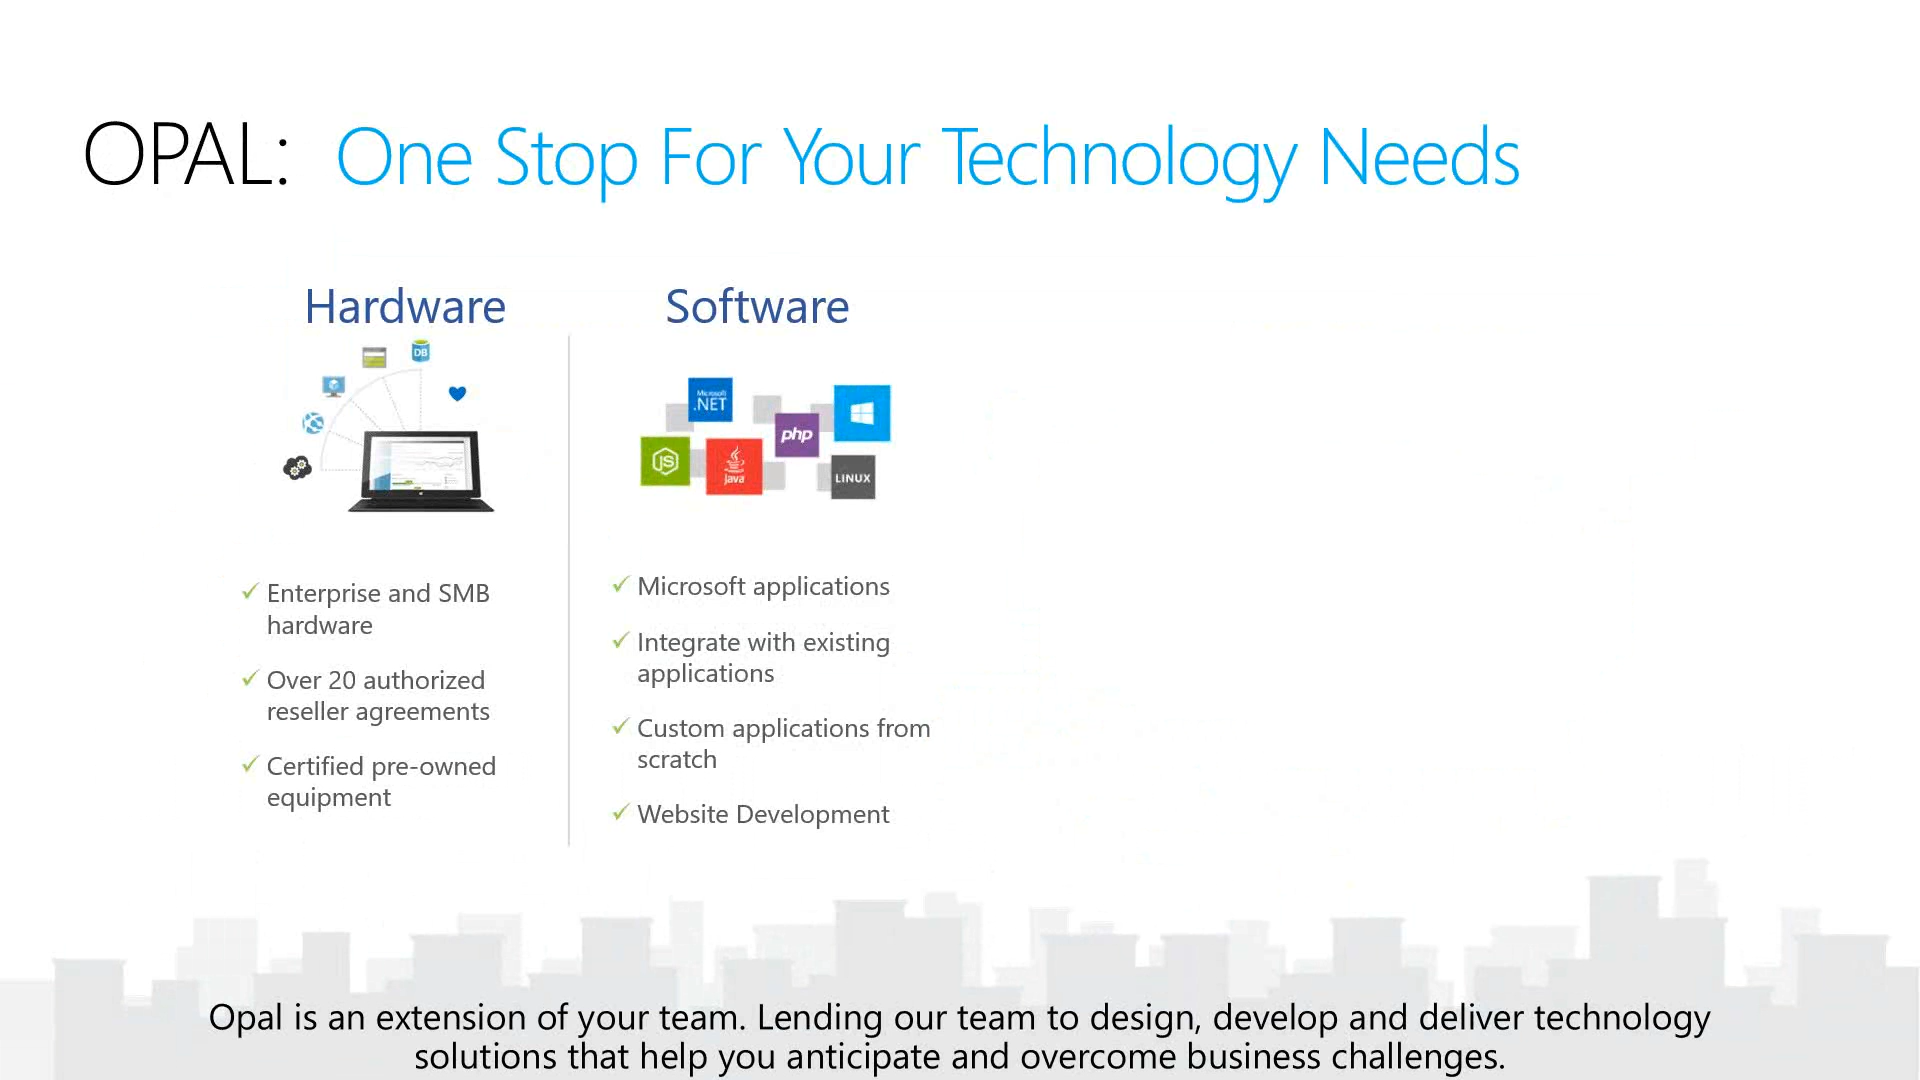 OPAL: One Stop For Your Technology Needs
Hardware
DB
Enterprise and SMB
hardware
Over 20 authorized
reseller agreements
Certified pre-owned
equipment
Software
Microsoft
.NET
php
JS
Java
LINUX
Microsoft applications
Integrate with existing
applications
Custom applications from
scratch
Website Development
Opal is an extension of your team. Lending our team to design, develop and deliver technology
solutions that help you anticipate and overcome business challenges.